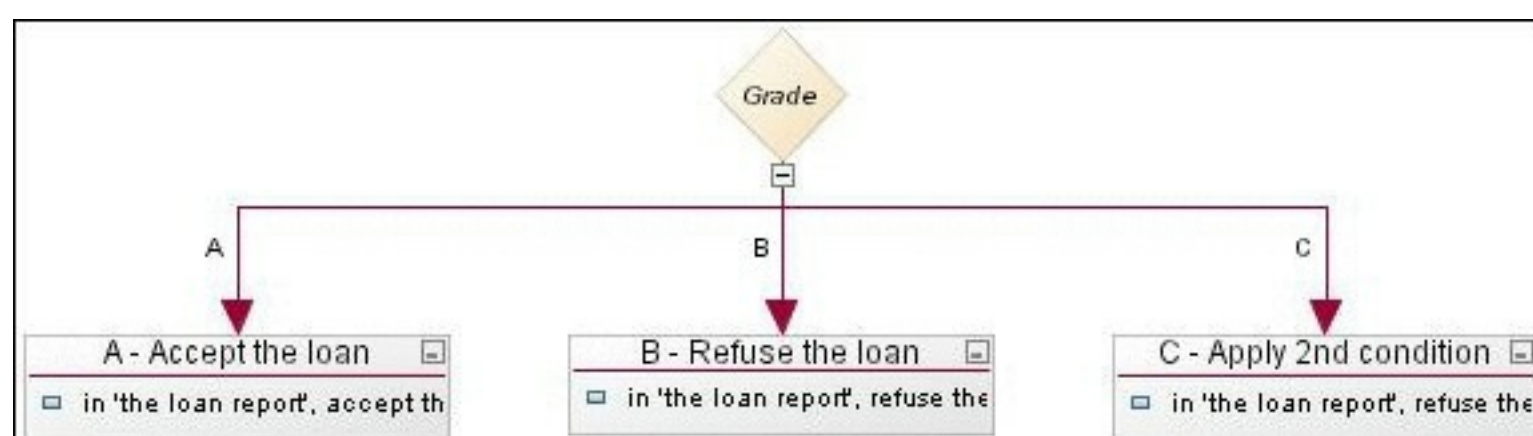 Grade
A
B
C
A - Accept the loan
B - Refuse the loan
C - Apply 2nd condition
in 'the loan report', accept th
in 'the loan report', refuse the
in 'the loan report', refuse the